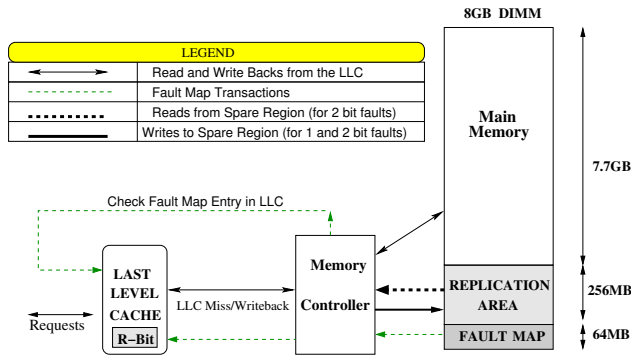 8GB DIMM
LEGEND
Read and Write Backs from the LLC
Fault Map Transactions
Reads from Spare Region (for 2 bit faults)
Writes to Spare Region (for 1 and 2 bit faults)
Main
Memory
7.7GB
Check Fault Map Entry in LLC
LAST
LEVEL
CACHE
R-Bit
Requests
LLC Miss/Writeback
Memory
Controller
REPLICATION
AREA
256MB
FAULT MAP
64MB